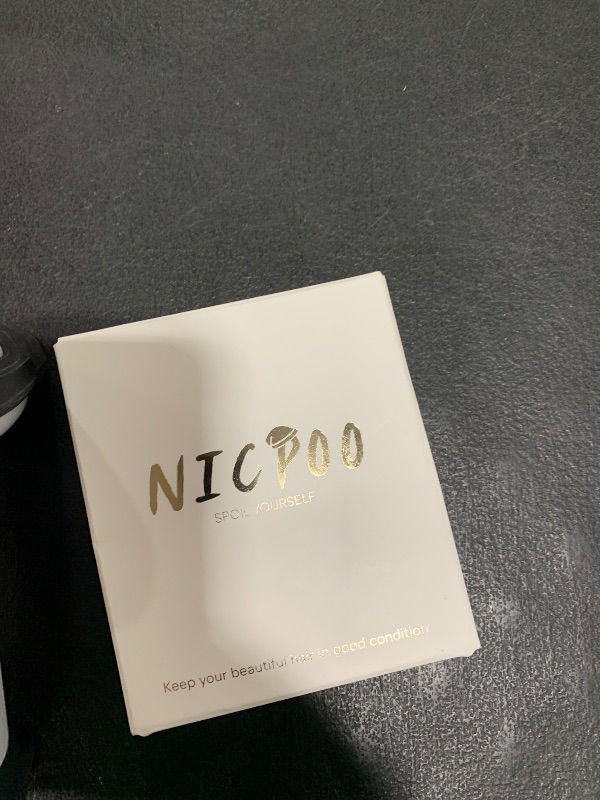 NICPOO
SPOIL YOURSELF
Keep your beautiful hair in good condition